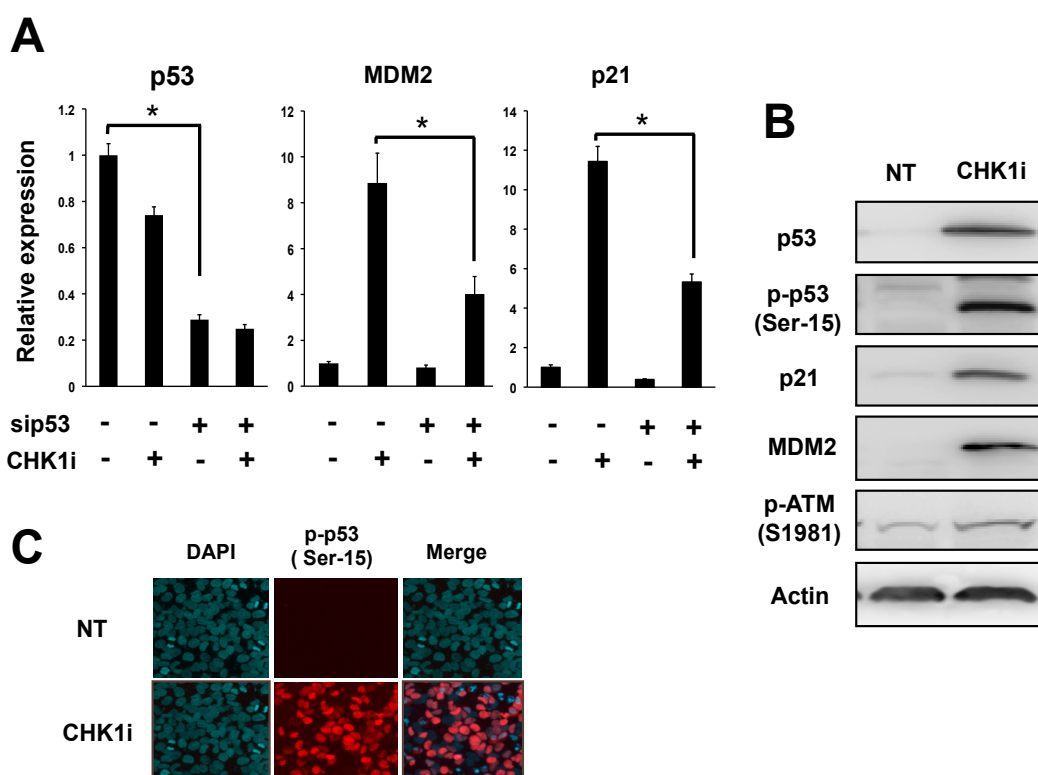 A
p53
MDM2
p21
Relative expression
1.2
1
0.8
0.6
0.4
0.2
0
*
12
10
8
6
4
2
0
*
14
12
10
8
6
4
2
0
*
sip53 - - + + - - + + - - + +
CHK1i - + - + - + - + - + - +
B
NT CHK1i
p53
p-p53
(Ser-15)
p21
MDM2
p-ATM
(S1981)
Actin
C
DAPI
p-p53
( Ser-15)
Merge
NT
CHK1i